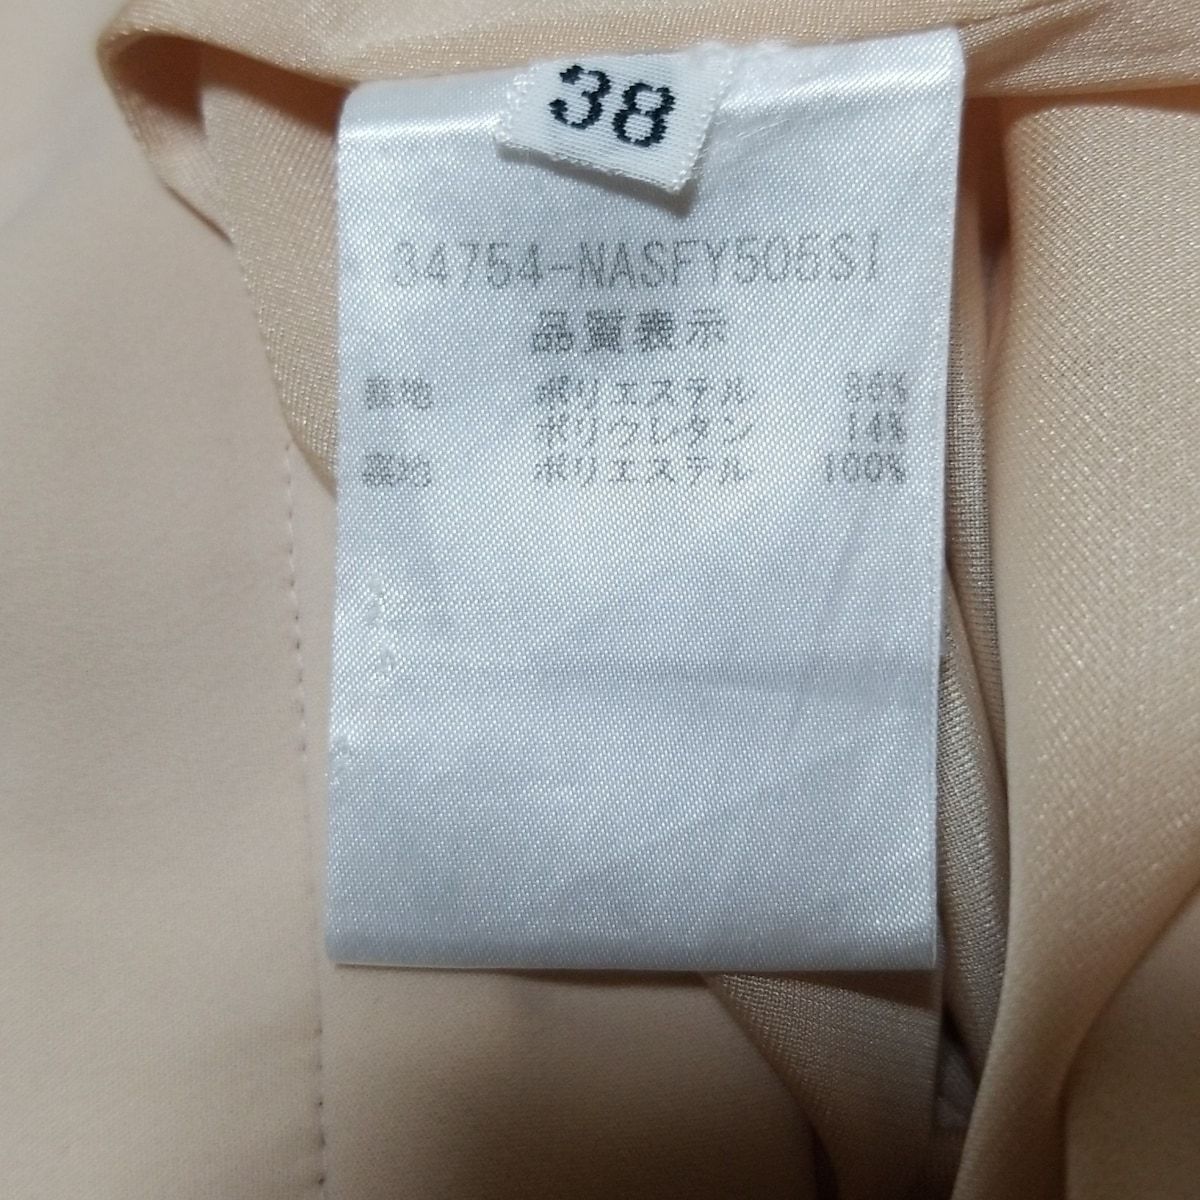 38
34754-NASFY505SI
品質表示
表地 ポリエステル 86%
ポリウレタン 14%
裏地 ポリエステル 100%